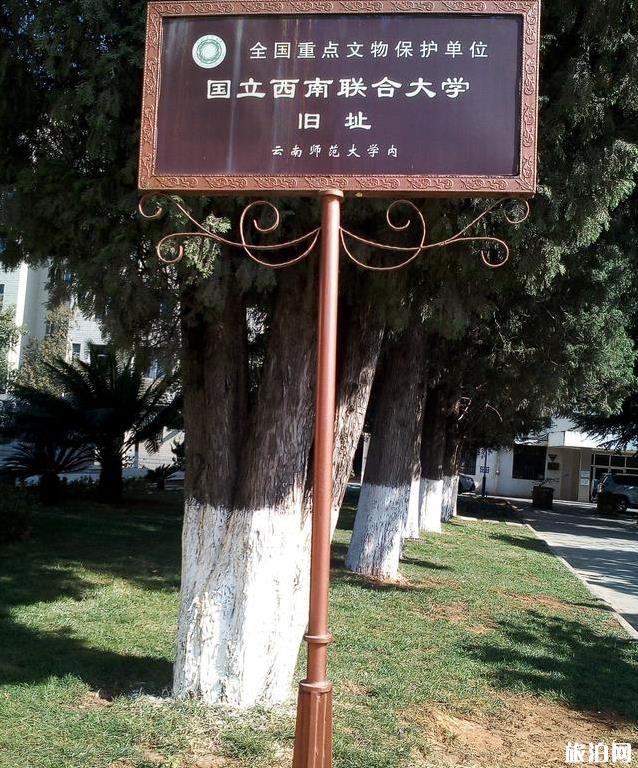 全国重点文物保护单位
国立西南联合大学
旧址
云南师范大学内
旅泊网